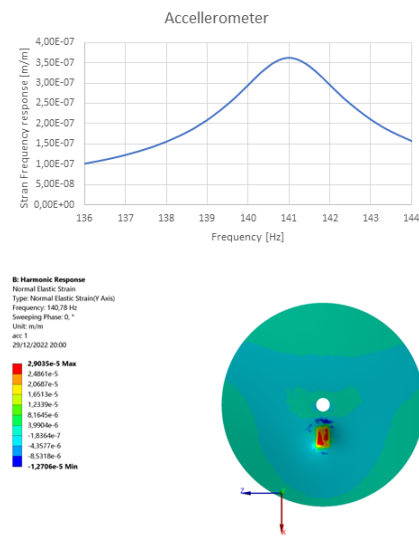 Accellerometer
Stran Frequency response [m/m]
4,00E-07
3,50E-07
3,00E-07
2,50E-07
2,00E-07
1,50E-07
1,00E-07
5,00E-08
0,00E+00
136 137 138 139 140 141 142 143 144
Frequency [Hz]
B: Harmonic Response
Normal Elastic Strain
Type: Normal Elastic Strain(Y Axis)
Frequency: 140,78 Hz
Sweeping Phase: 0, °
Unit: m/m
acc 1
29/12/2022 20:00
2,9035e-5 Max
2,4861e-5
2,0687e-5
1,6513e-5
1,2339e-5
8,1645e-6
3,9904e-6
-1,8364e-7
-4,3577e-6
-8,5318e-6
-1,2706e-5 Min
Z
Y
X